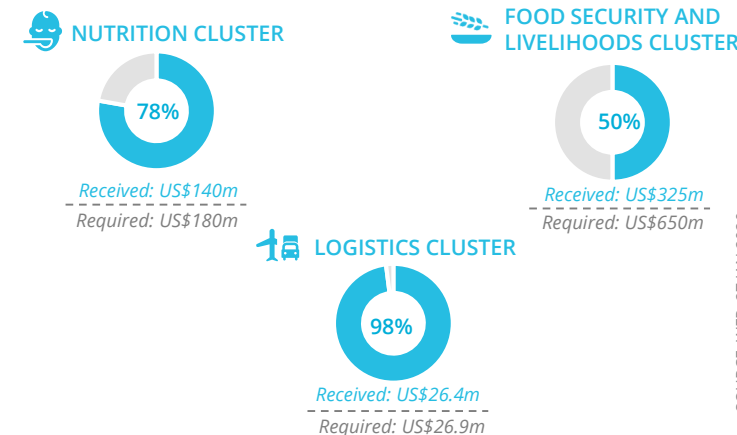 NUTRITION CLUSTER
78%
Received: US$140m
Required: US$180m
FOOD SECURITY AND
LIVELIHOODS CLUSTER
50%
Received: US$325m
Required: US$650m
LOGISTICS CLUSTER
98%
Received: US$26.4m
Required: US$26.9m